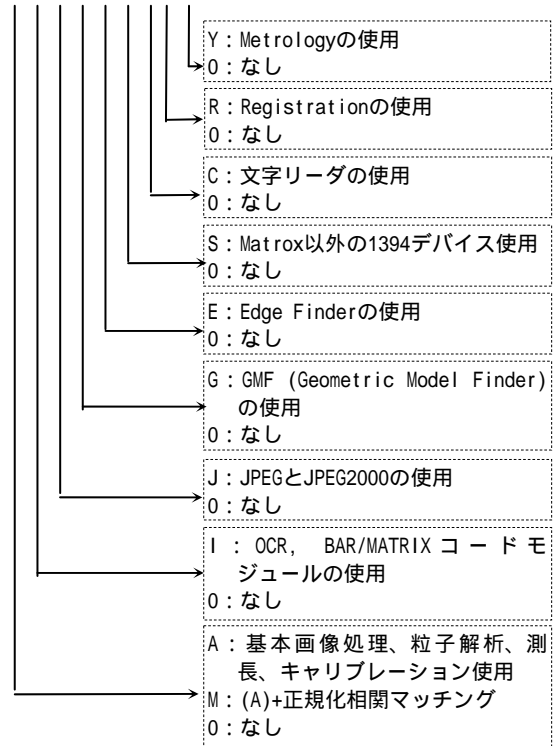 Y：Metrologyの使用
0：なし
R：Registrationの使用
0：なし
C：文字リーダの使用
0：なし
S：Matrox以外の1394デバイス使用
0：なし
E：Edge Finderの使用
0：なし
G：GMF (Geometric Model Finder)
の使用
0：なし
J：JPEGとJPEG2000の使用
0：なし
I ： OCR, BAR/MATRIX コードモ
ジュールの使用
0：なし
A：基本画像処理、粒子解析、測
長、キャリブレーション使用
M：(A)+正規化相関マッチング
0：なし